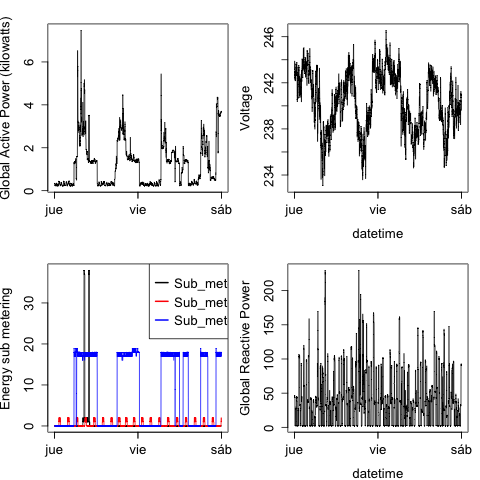 Global Active Power (kilowatts)
0 2 4 6
jue vie sáb
Voltage
234 238 242 246
jue vie sáb
datetime
Energy sub metering
0 10 20 30
Sub_met
Sub_met
Sub_met
jue vie sáb
Global Reactive Power
0 50 100 150 200
jue vie sáb
datetime